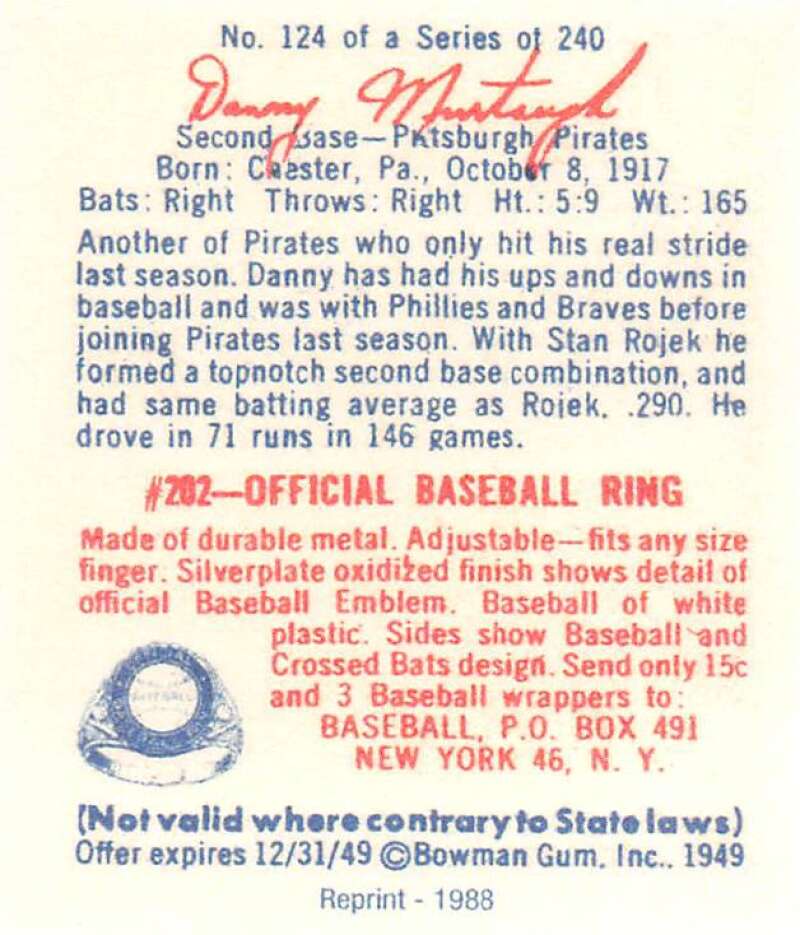 No. 124 of a Series of 240
Danny Murtaugh
Second Base—Pittsburgh Pirates
Born: Chester, Pa., October 8, 1917
Bats: Right Throws: Right Ht.: 5:9 Wt.: 165
Another of Pirates who only hit his real stride
last season. Danny has had his ups and downs in
baseball and was with Phillies and Braves before
joining Pirates last season. With Stan Rojek he
formed a topnotch second base combination, and
had same batting average as Rojek, .290. He
drove in 71 runs in 146 games.
#202—OFFICIAL BASEBALL RING
Made of durable metal. Adjustable—fits any size
finger. Silverplate oxidized finish shows detail of
official Baseball Emblem. Baseball of white
plastic. Sides show Baseball and
Crossed Bats design. Send only 15c
and 3 Baseball wrappers to:
BASEBALL, P.O. BOX 491
NEW YORK 46, N. Y.
BASEBALL
(Not valid where contrary to State laws)
Offer expires 12/31/49 ©Bowman Gum, Inc., 1949
Reprint - 1988